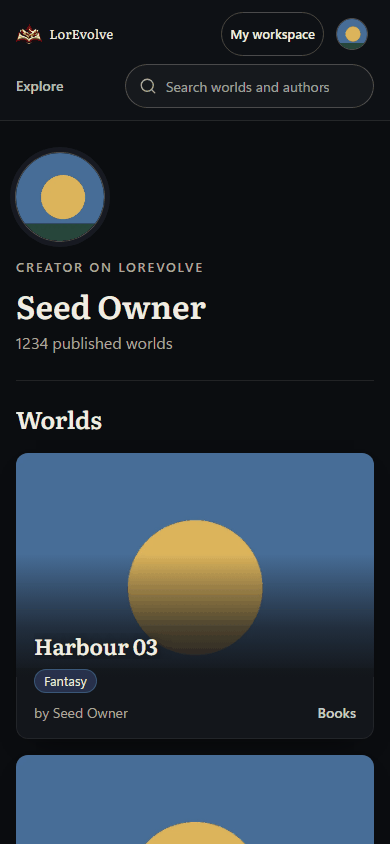 LorEvolve
My workspace
Explore
Search worlds and authors
CREATOR ON LOREVOLVE
Seed Owner
1234 published worlds
Worlds
Harbour 03
Fantasy
by Seed Owner
Books